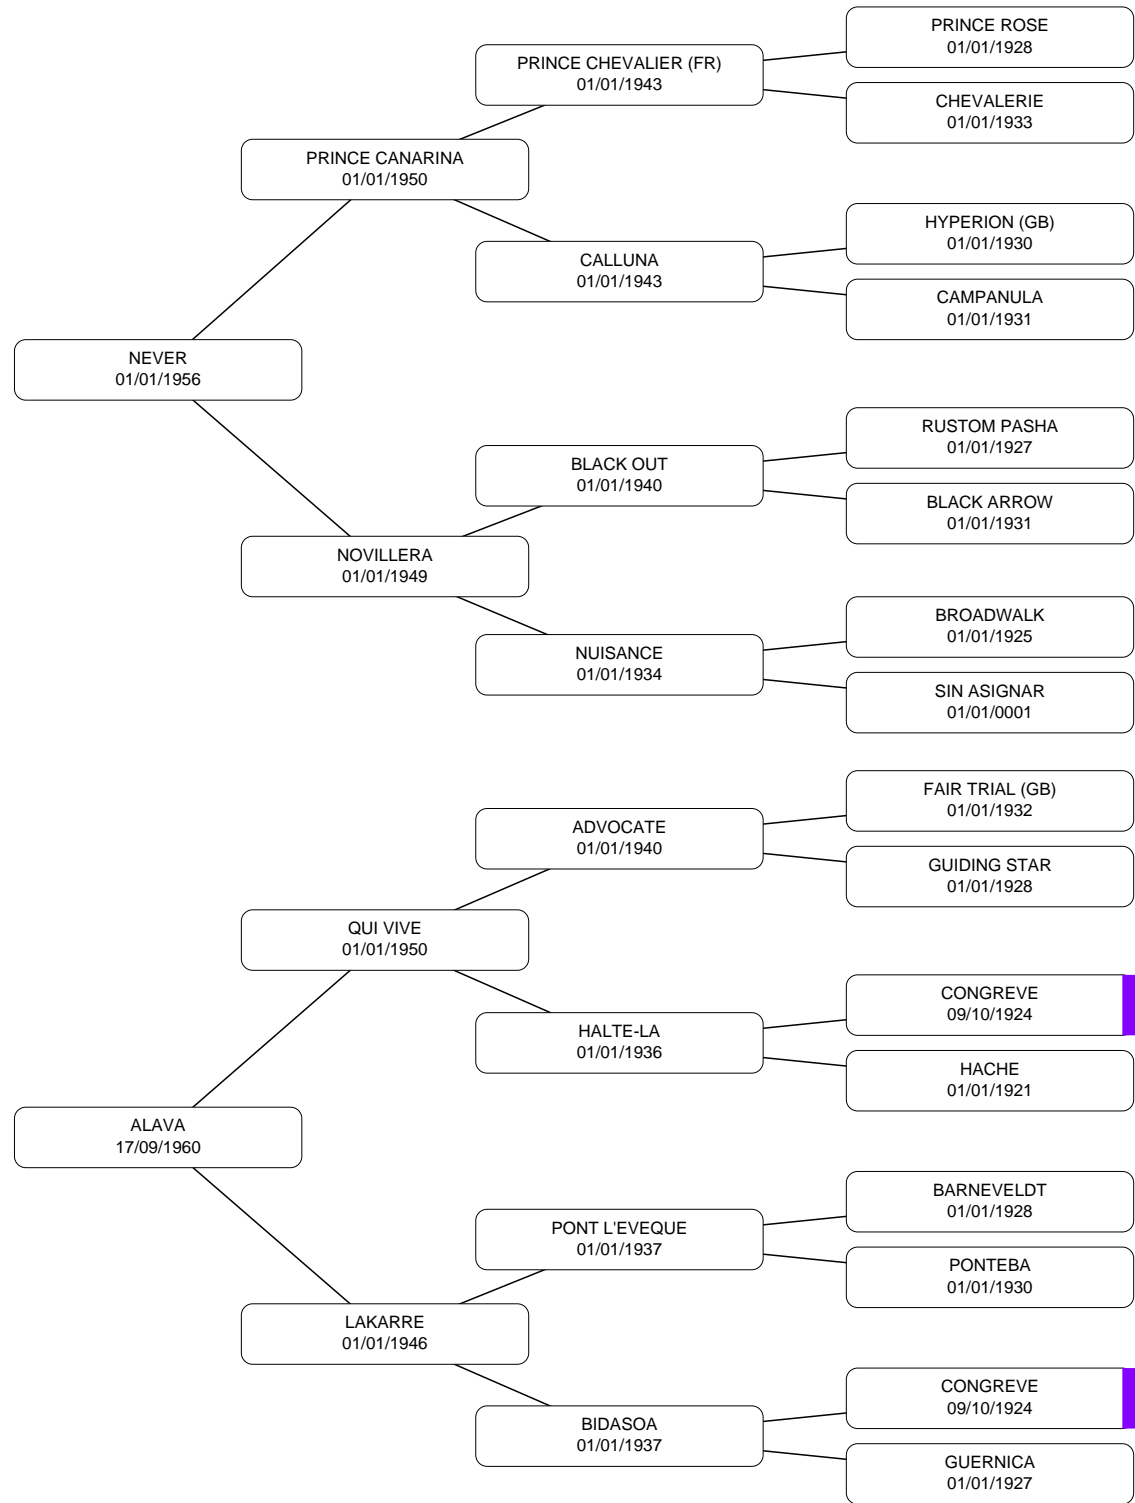 PRINCE ROSE
01/01/1928
PRINCE CHEVALIER (FR)
01/01/1943
CHEVALERIE
01/01/1933
PRINCE CANARINA
01/01/1950
HYPERION (GB)
01/01/1930
CALLUNA
01/01/1943
CAMPANULA
01/01/1931
NEVER
01/01/1956
RUSTOM PASHA
01/01/1927
BLACK OUT
01/01/1940
BLACK ARROW
01/01/1931
NOVILLERA
01/01/1949
BROADWALK
01/01/1925
NUISANCE
01/01/1934
SIN ASIGNAR
01/01/0001
FAIR TRIAL (GB)
01/01/1932
ADVOCATE
01/01/1940
GUIDING STAR
01/01/1928
QUI VIVE
01/01/1950
CONGREVE
09/10/1924
HALTE-LA
01/01/1936
HACHE
01/01/1921
ALAVA
17/09/1960
BARNEVELDT
01/01/1928
PONT L'EVEQUE
01/01/1937
PONTEBA
01/01/1930
LAKARRE
01/01/1946
CONGREVE
09/10/1924
BIDASOA
01/01/1937
GUERNICA
01/01/1927